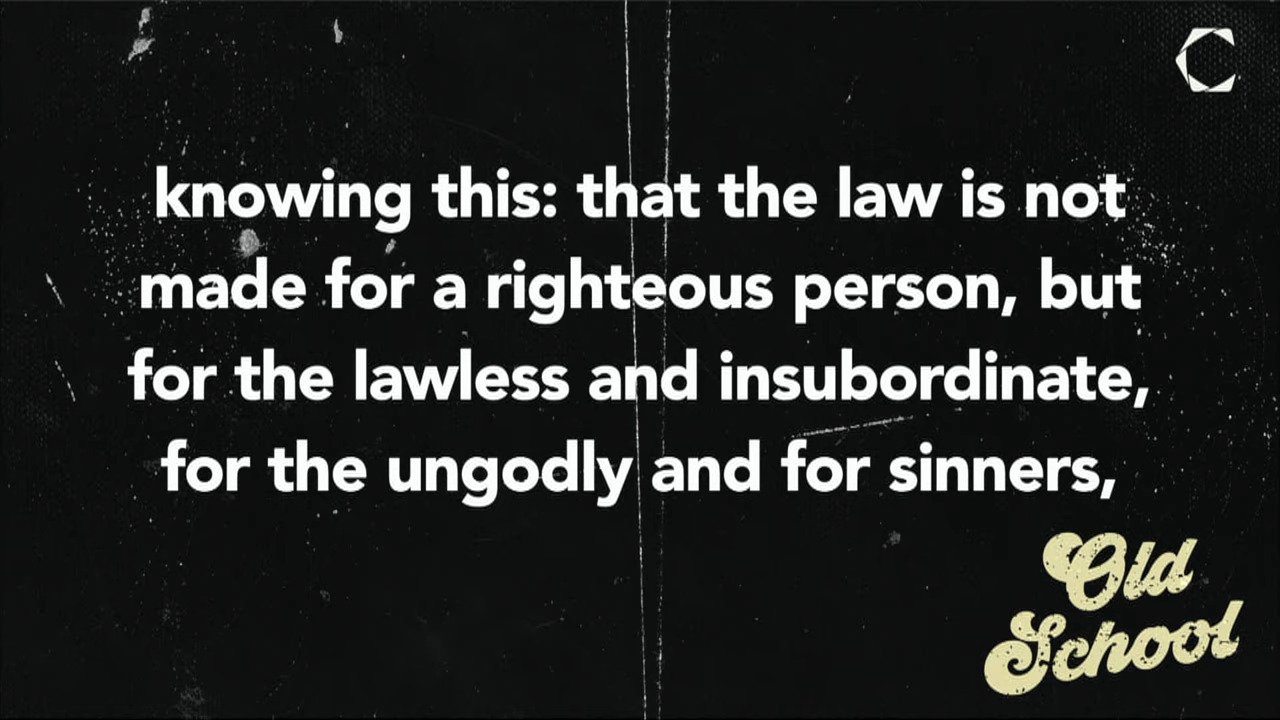 knowing this: that the law is not
made for a righteous person, but
for the lawless and insubordinate,
for the ungodly and for sinners,
Old
School